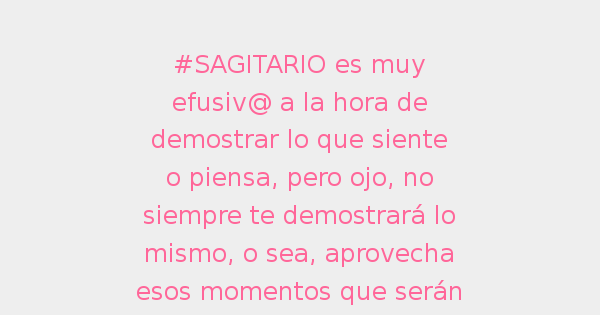 #SAGITARIO es muy
efusiv@ a la hora de
demostrar lo que siente
o piensa, pero ojo, no
siempre te demostrará lo
mismo, o sea, aprovecha
esos momentos que serán